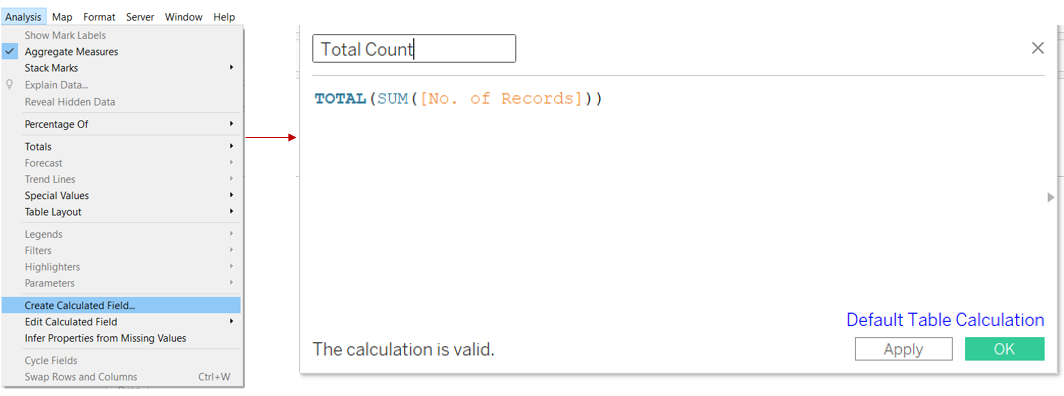 Analysis Map Format Server Window Help
Show Mark Labels
Aggregate Measures
Stack Marks
Explain Data...
Reveal Hidden Data
Percentage Of
Totals
Forecast
Trend Lines
Special Values
Table Layout
Legends
Filters
Highlighters
Parameters
Create Calculated Field...
Edit Calculated Field
Infer Properties from Missing Values
Cycle Fields
Swap Rows and Columns Ctrl+W
Total Count
TOTAL(SUM([No. of Records]))
Default Table Calculation
The calculation is valid.
Apply
OK